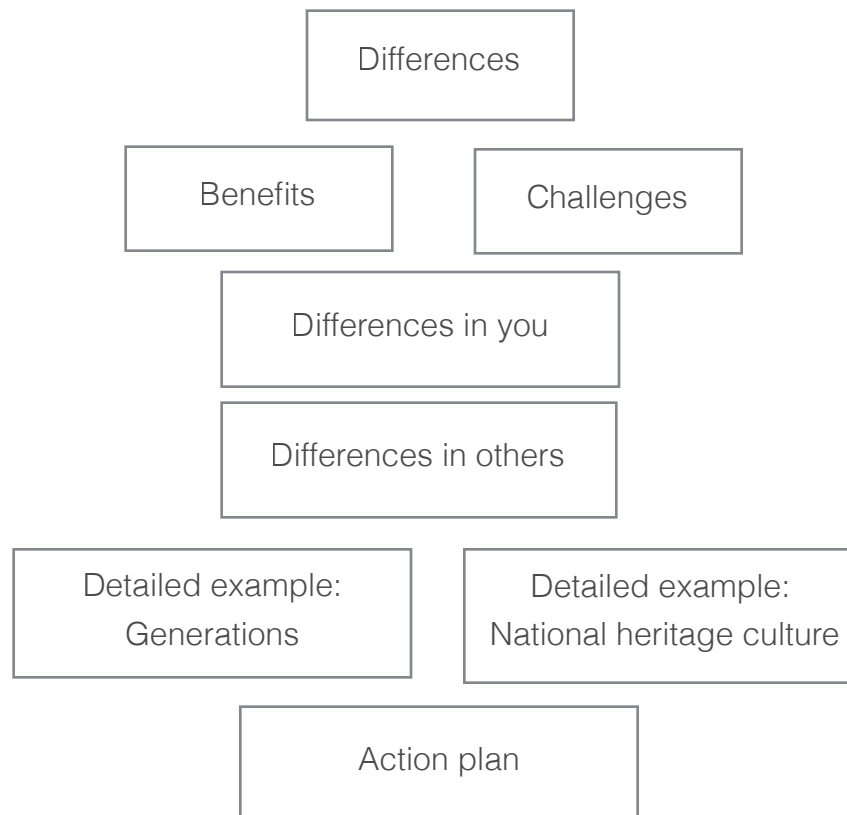 Differences
Benefits
Challenges
Differences in you
Differences in others
Detailed example:
Generations
Detailed example:
National heritage culture
Action plan